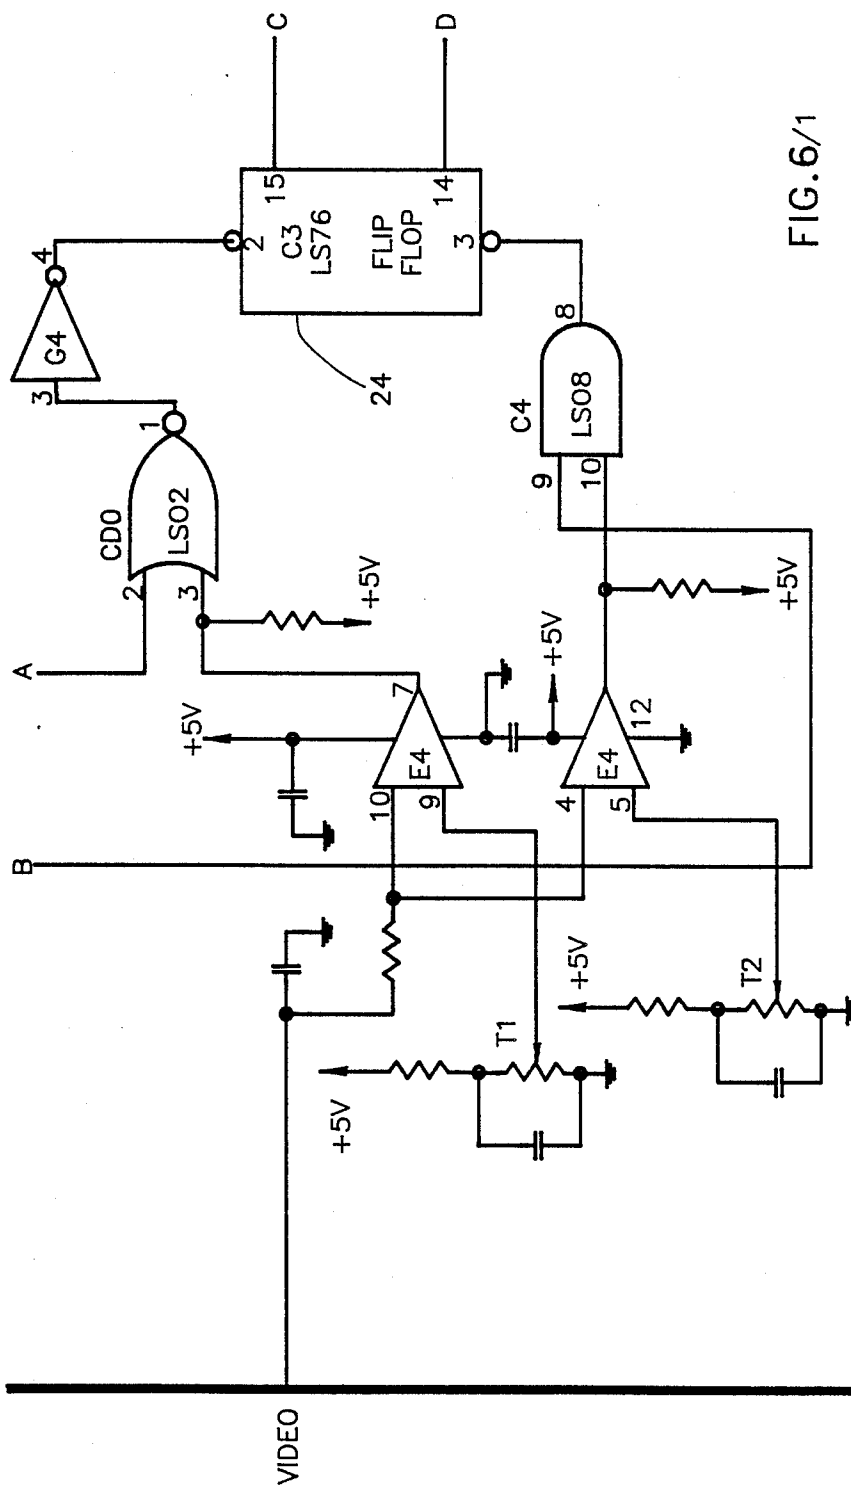 A
B
C
D
VIDEO
CD0
LS02
2
3
1
G4
3
4
2
C3
LS76
FLIP
FLOP
3
15
14
24
+5V
+5V
10
9
E4
7
+5V
4
5
E4
12
+5V
C4
LS08
9
10
8
+5V
T1
+5V
T2
FIG.6/1